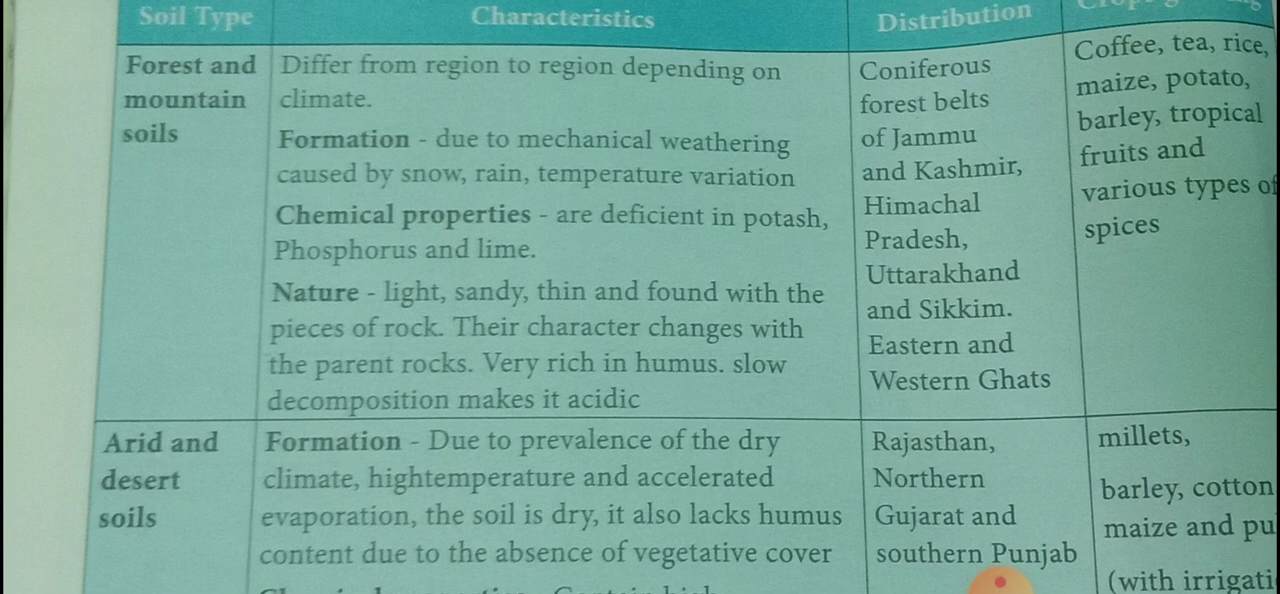 Soil Type
Characteristics
Distribution
Forest and
mountain
soils
Differ from region to region depending on
climate.
Formation - due to mechanical weathering
caused by snow, rain, temperature variation
Chemical properties - are deficient in potash,
Phosphorus and lime.
Nature - light, sandy, thin and found with the
pieces of rock. Their character changes with
the parent rocks. Very rich in humus. slow
decomposition makes it acidic
Coniferous
forest belts
of Jammu
and Kashmir,
Himachal
Pradesh,
Uttarakhand
and Sikkim.
Eastern and
Western Ghats
Coffee, tea, rice,
maize, potato,
barley, tropical
fruits and
various types of
spices
Arid and
desert
soils
Formation - Due to prevalence of the dry
climate, hightemperature and accelerated
evaporation, the soil is dry, it also lacks humus
content due to the absence of vegetative cover
Rajasthan,
Northern
Gujarat and
southern Punjab
millets,
barley, cotton
maize and
(with